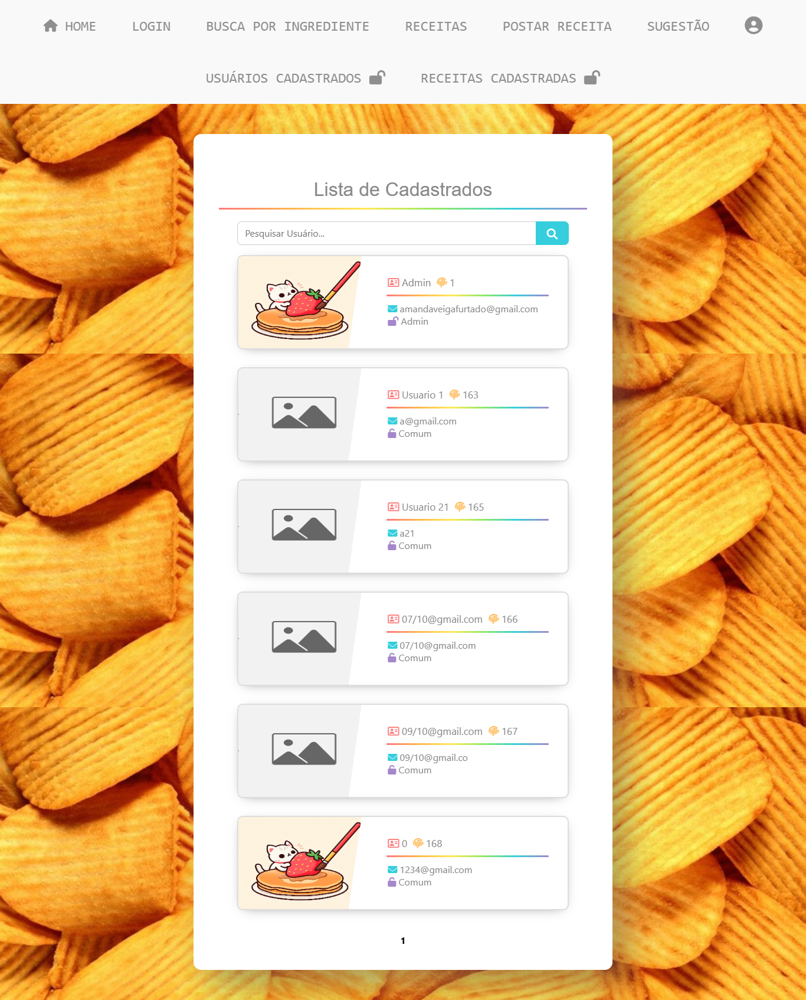 HOME LOGIN BUSCA POR INGREDIENTE RECEITAS POSTAR RECEITA SUGESTÃO
USUÁRIOS CADASTRADOS RECEITAS CADASTRADAS
Lista de Cadastrados
Pesquisar Usuário...
Admin 1
amandaveigafurtado@gmail.com
Admin
Usuario 1 163
a@gmail.com
Comum
Usuario 21 165
a21
Comum
07/10@gmail.com 166
07/10@gmail.com
Comum
09/10@gmail.com 167
09/10@gmail.co
Comum
0 168
1234@gmail.com
Comum
1